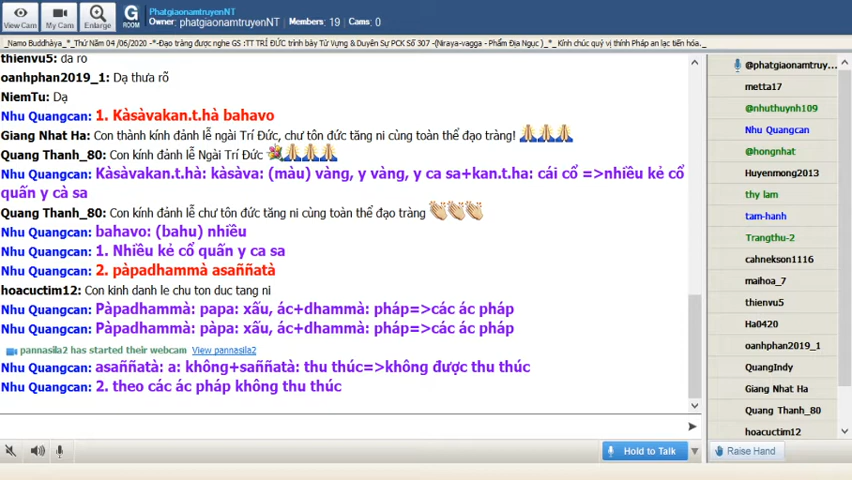 View Cam
My Cam
Enlarge
G
ROOM
PhatgiaonamtruyenNT
Owner: phatgiaonamtruyenNT Members: 19 Cams: 0
_Namo Buddhàya_*_Thứ Năm 04 /06/2020 -*-Đạo tràng được nghe GS :TT TRÍ ĐỨC trình bày Từ Vựng & Duyên Sự PCK Số 307 -(Niraya-vagga - Phẩm Địa Ngục )_*_Kính chúc quý vị thính Pháp an lạc tiến hóa._
thienvu5: da ro
oanhphan2019_1: Dạ thưa rõ
NiemTu: Dạ
Nhu Quangcan: 1. Kàsàvakan.t.hà bahavo
Giang Nhat Ha: Con thành kính đảnh lễ ngài Trí Đức, chư tôn đức tăng ni cùng toàn thể đạo tràng!
Quang Thanh_80: Con kính đảnh lễ Ngài Trí Đức
Nhu Quangcan: Kàsàvakan.t.hà: kàsàva: (màu) vàng, y vàng, y ca sa+kan.t.ha: cái cổ =>nhiều kẻ cổ
quấn y cà sa
Quang Thanh_80: Con kính đảnh lễ chư tôn đức tăng ni cùng toàn thể đạo tràng
Nhu Quangcan: bahavo: (bahu) nhiều
Nhu Quangcan: 1. Nhiều kẻ cổ quấn y ca sa
Nhu Quangcan: 2. pàpadhammà asaññatà
hoacuctim12: Con kinh danh le chu ton duc tang ni
Nhu Quangcan: Pàpadhammà: papa: xấu, ác+dhammà: pháp=>các ác pháp
Nhu Quangcan: Pàpadhammà: papa: xấu, ác+dhammà: pháp=>các ác pháp
pannasila2 has started their webcam View pannasila2
Nhu Quangcan: asaññatà: a: không+saññatà: thu thúc=>không được thu thúc
Nhu Quangcan: 2. theo các ác pháp không thu thúc
@phatgiaonamtruy...
metta17
@nhuthuynh109
Nhu Quangcan
@hongnhat
Huyenmong2013
thy lam
tam-hanh
Trangthu-2
cahnekson1116
maihoa_7
thienvu5
Ha0420
oanhphan2019_1
QuangIndy
Giang Nhat Ha
Quang Thanh_80
hoacuctim12
Hold to Talk
Raise Hand